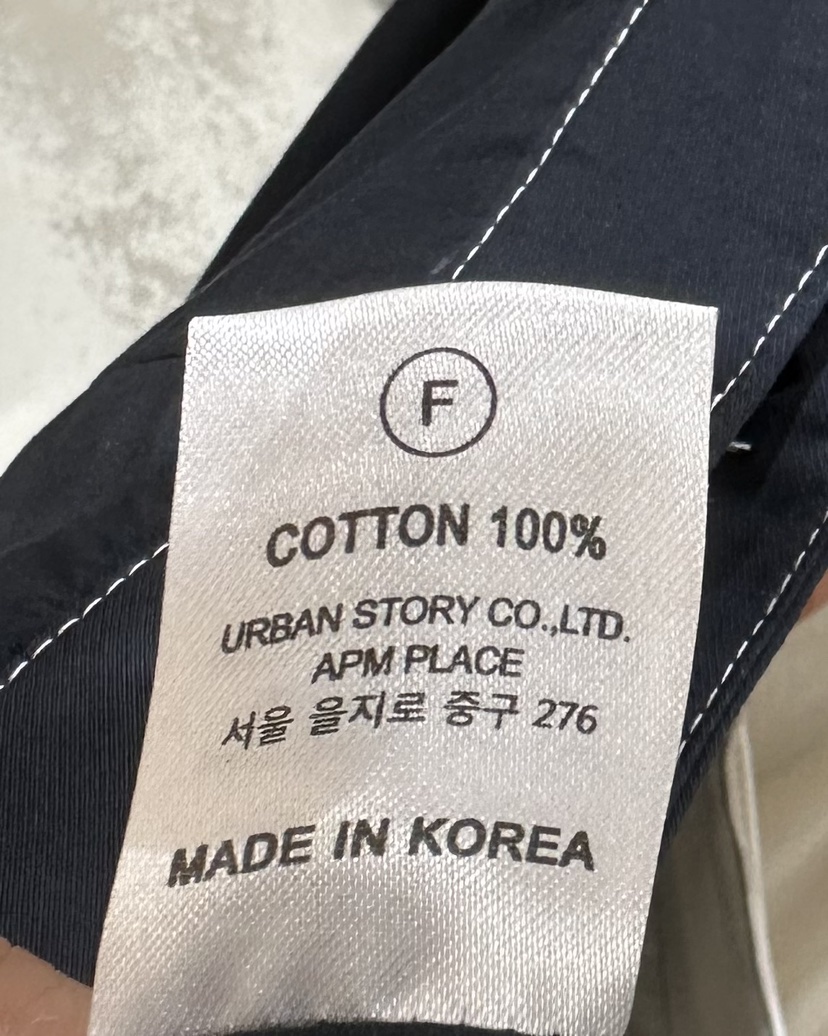 F
COTTON 100%
URBAN STORY CO.,LTD.
APM PLACE
서울 을지로 중구 276
MADE IN KOREA